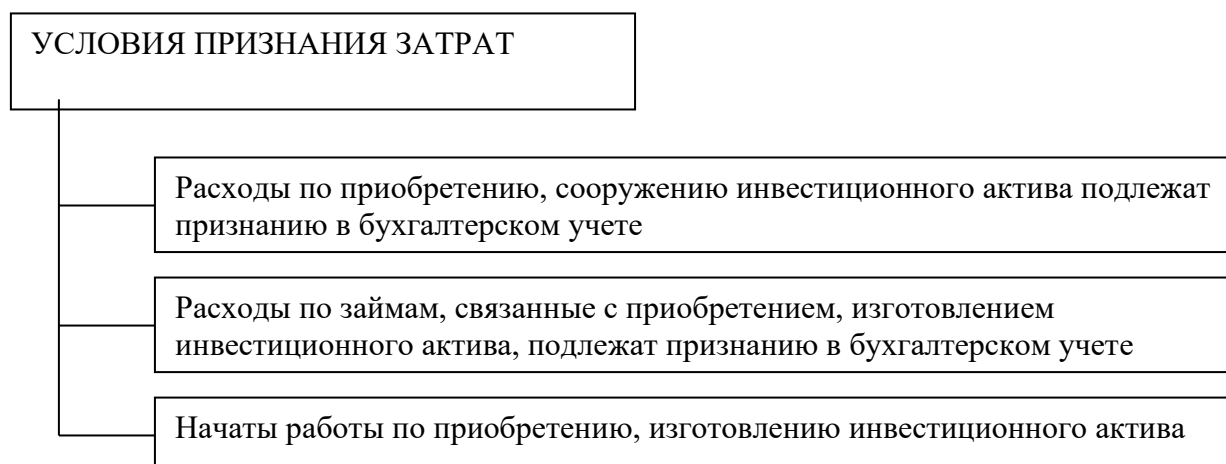 УСЛОВИЯ ПРИЗНАНИЯ ЗАТРАТ
Расходы по приобретению, сооружению инвестиционного актива подлежат
признанию в бухгалтерском учете
Расходы по займам, связанные с приобретением, изготовлением
инвестиционного актива, подлежат признанию в бухгалтерском учете
Начаты работы по приобретению, изготовлению инвестиционного актива